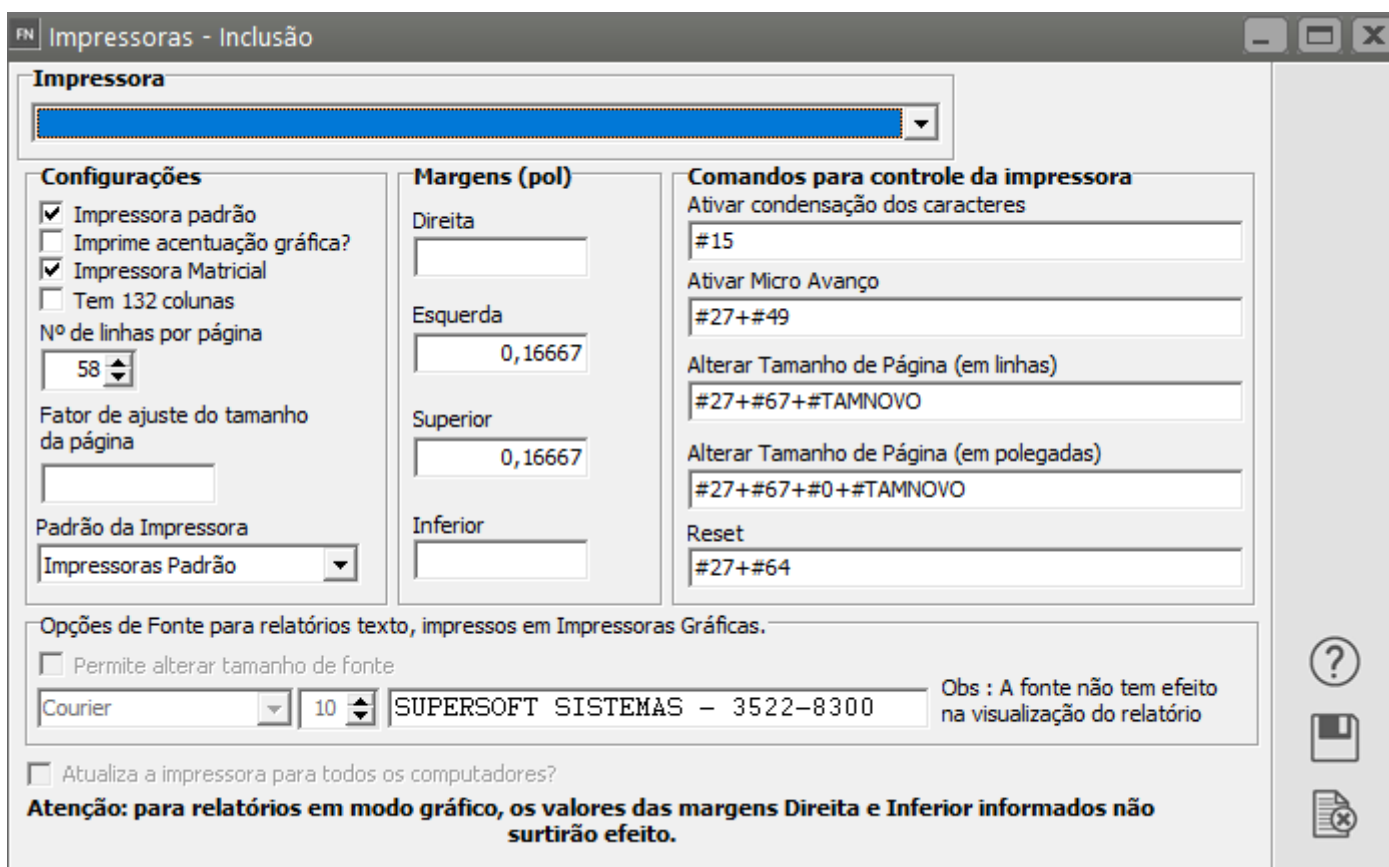 FN Impressoras - Inclusão
Impressora
Configurações
Impressora padrão
Imprime acentuação gráfica?
Impressora Matricial
Tem 132 colunas
Nº de linhas por página
58
Fator de ajuste do tamanho
da página
Padrão da Impressora
Impressoras Padrão
Margens (pol)
Direita
Esquerda
0,16667
Superior
0,16667
Inferior
Comandos para controle da impressora
Ativar condensação dos caracteres
#15
Ativar Micro Avanço
#27+#49
Alterar Tamanho de Página (em linhas)
#27+#67+#TAMNOVO
Alterar Tamanho de Página (em polegadas)
#27+#67+#0+#TAMNOVO
Reset
#27+#64
Opções de Fonte para relatórios texto, impressos em Impressoras Gráficas.
Permite alterar tamanho de fonte
Courier
10
SUPERSOFT SISTEMAS - 3522-8300
Obs : A fonte não tem efeito
na visualização do relatório
Atualiza a impressora para todos os computadores?
Atenção: para relatórios em modo gráfico, os valores das margens Direita e Inferior informados não
surtirão efeito.